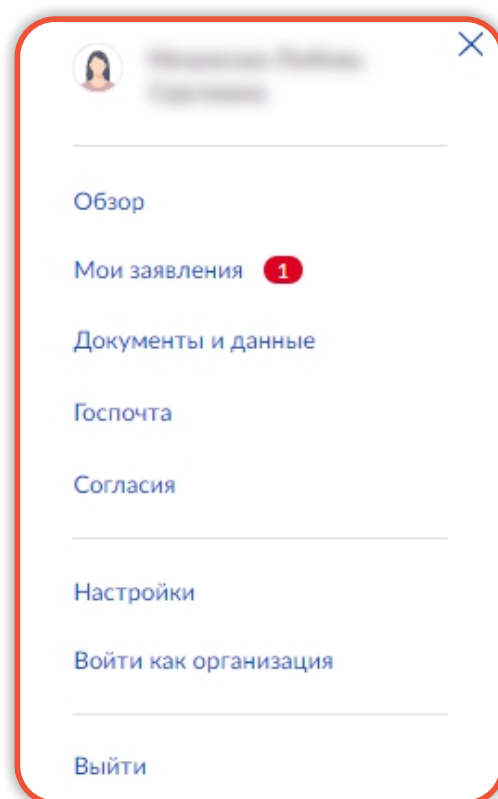 Обзор
Мои заявления 1
Документы и данные
Госпочта
Согласия
Настройки
Войти как организация
Выйти